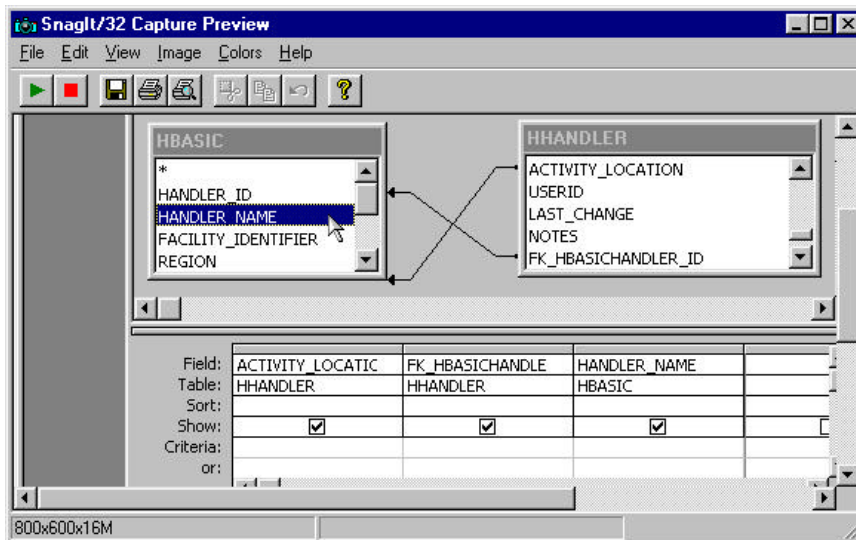 SnagIt/32 Capture Preview
File Edit View Image Colors Help
HBASIC
*
HANDLER_ID
HANDLER_NAME
FACILITY_IDENTIFIER
REGION
HHANDLER
ACTIVITY_LOCATION
USERID
LAST_CHANGE
NOTES
FK_HBASICHANDLER_ID
Field: ACTIVITY_LOCATIC FK_HBASICHANDLE HANDLER_NAME
Table: HHANDLER HHANDLER HBASIC
Sort:
Show:
Criteria:
or:
800x600x16M